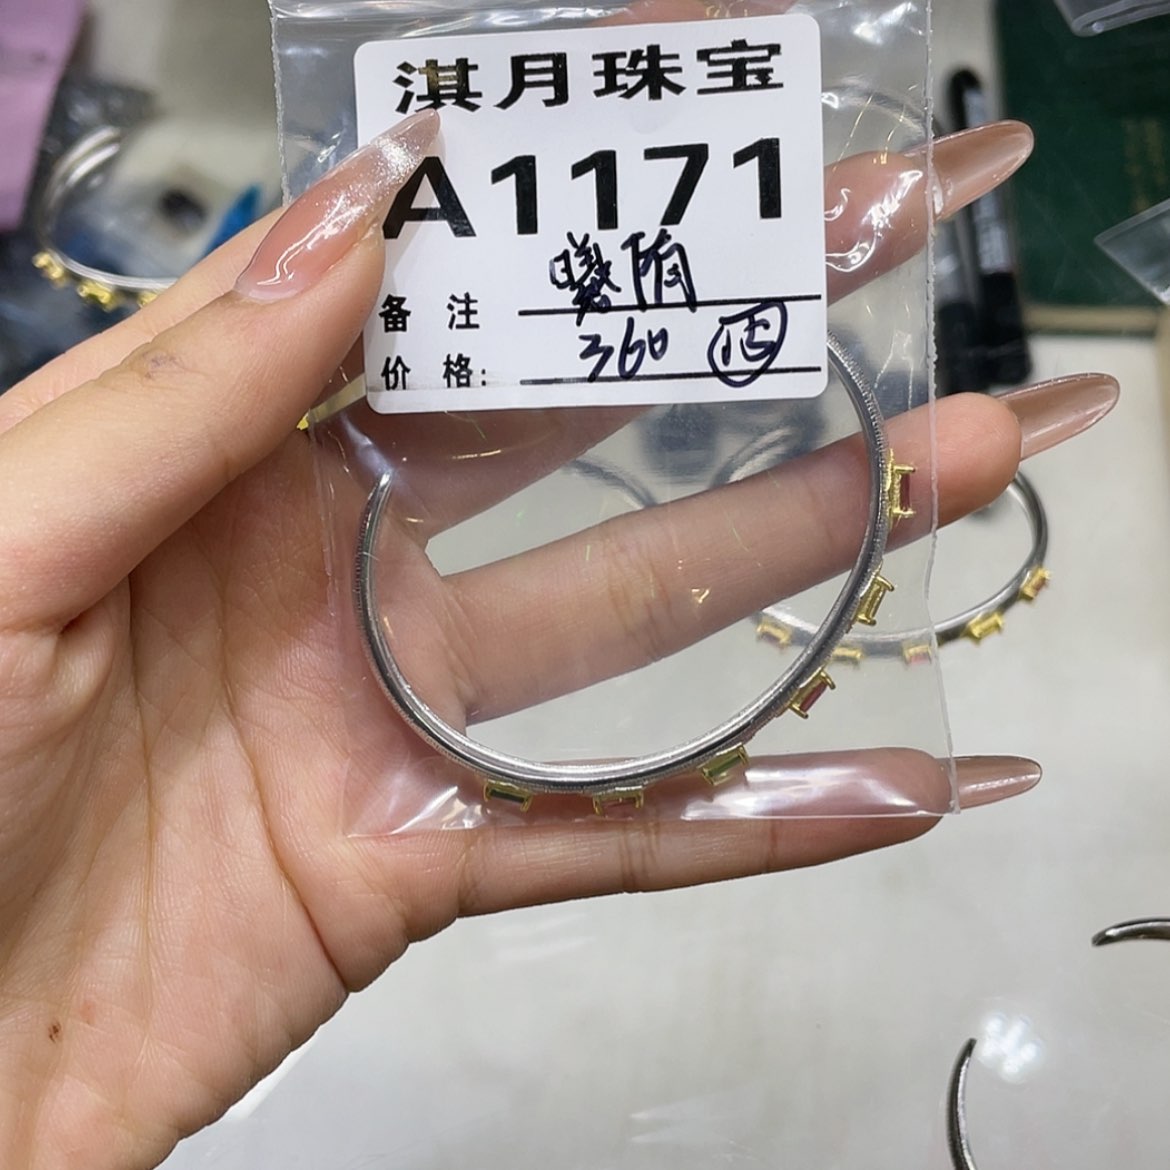 淇月珠宝
A1171
备 注
价 格: 360